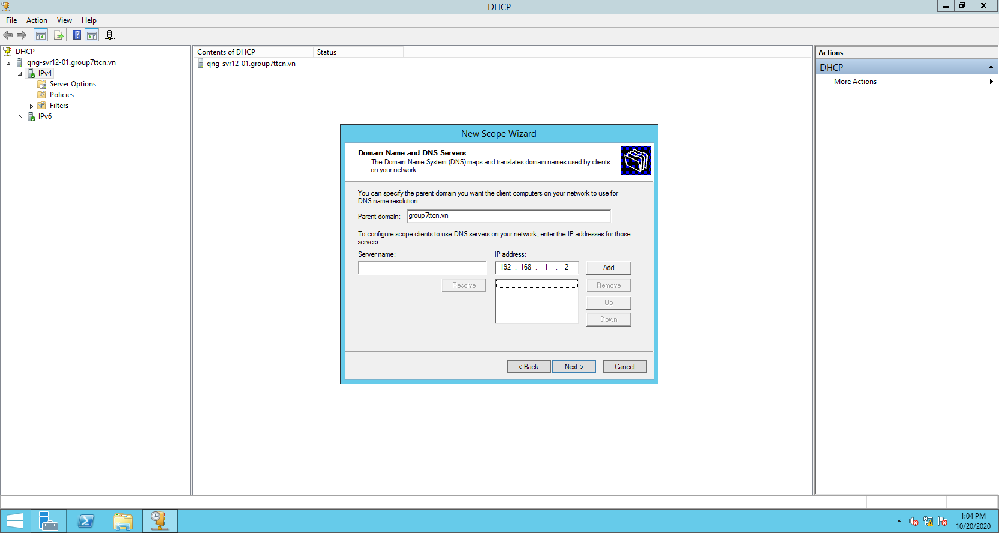 DHCP
File Action View Help
DHCP
qng-svr12-01.group7ttcn.vn
IPv4
Server Options
Policies
Filters
IPv6
Contents of DHCP Status
qng-svr12-01.group7ttcn.vn
Actions
DHCP
More Actions
New Scope Wizard
Domain Name and DNS Servers
The Domain Name System (DNS) maps and translates domain names used by clients
on your network.
You can specify the parent domain you want the client computers on your network to use for
DNS name resolution.
Parent domain: group7ttcn.vn
To configure scope clients to use DNS servers on your network, enter the IP addresses for those
servers.
Server name: IP address:
192 . 168 . 1 . 2 Add
Resolve Remove
Up
Down
< Back Next > Cancel
1:04 PM
10/20/2020